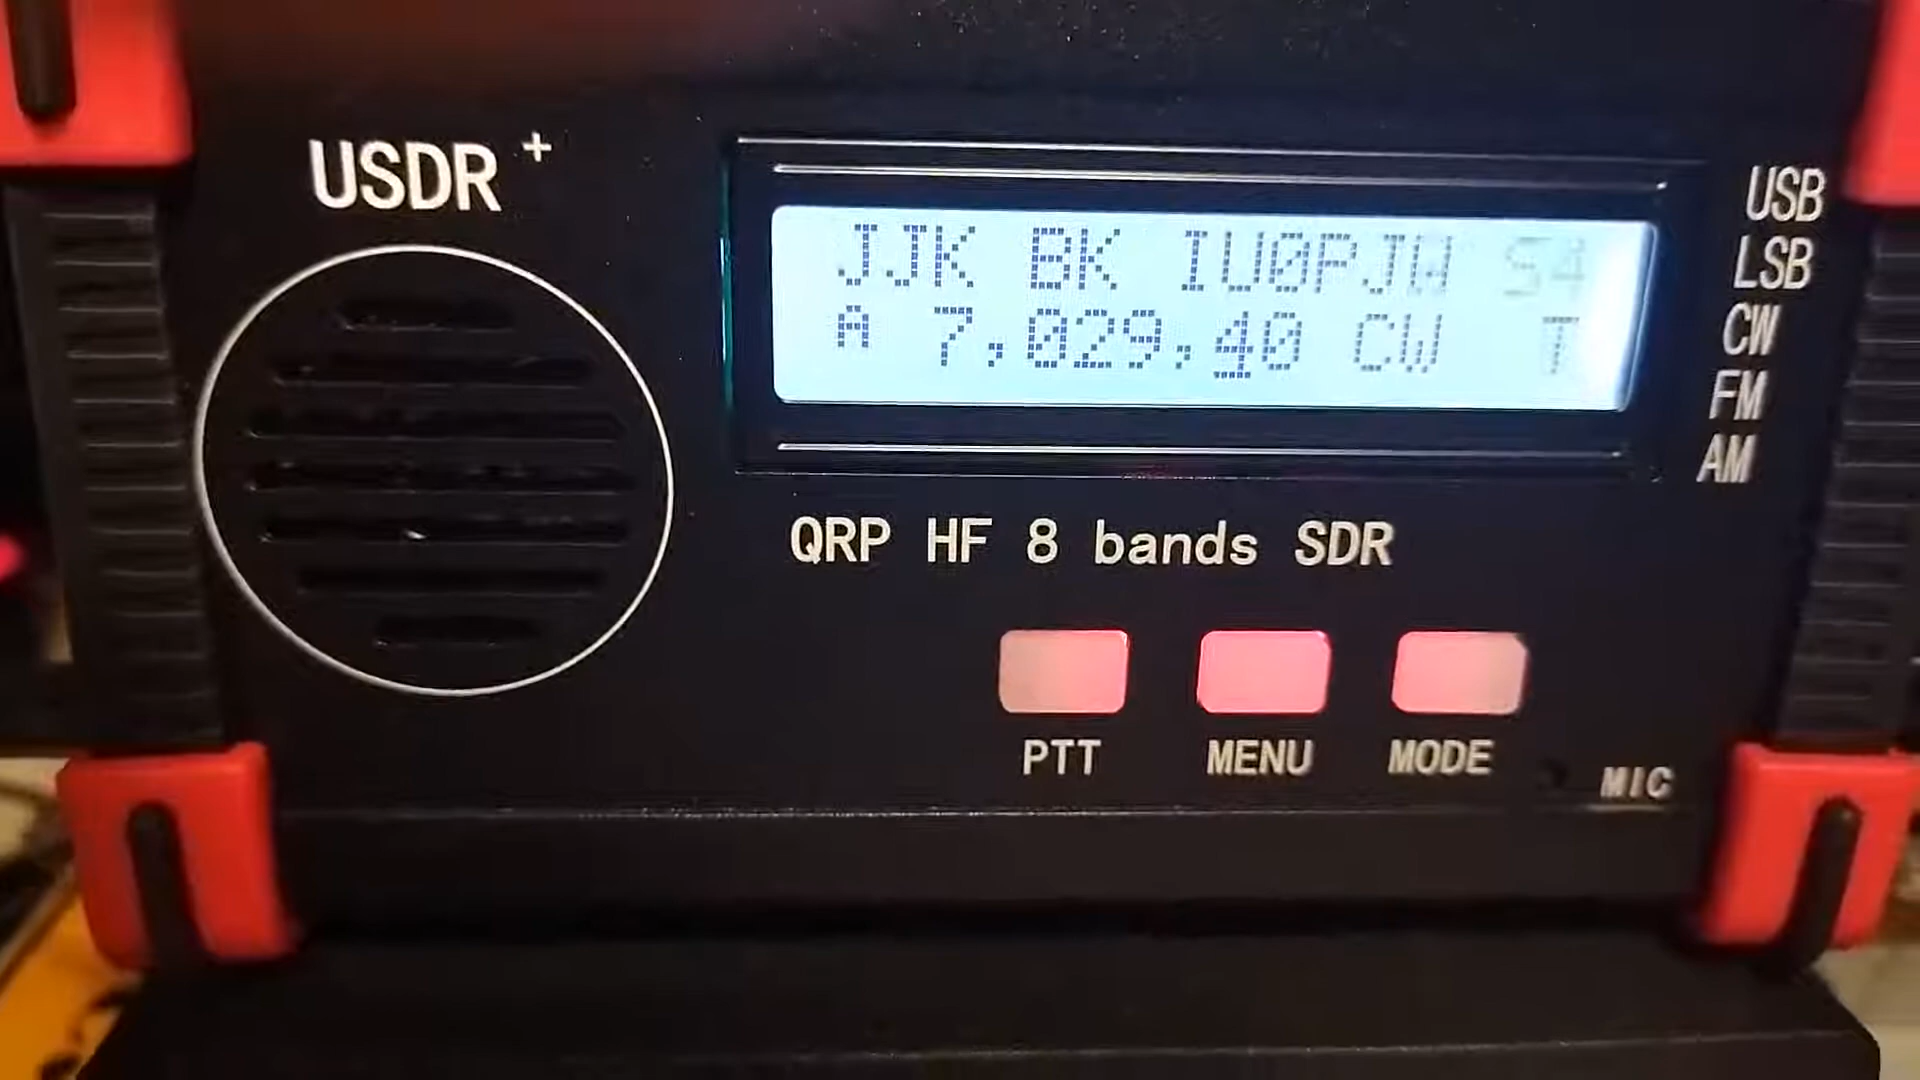 USDR +
JJK BK IU0PJW S4
A 7,029,40 CW T
USB
LSB
CW
FM
AM
QRP HF 8 bands SDR
PTT MENU MODE
MIC